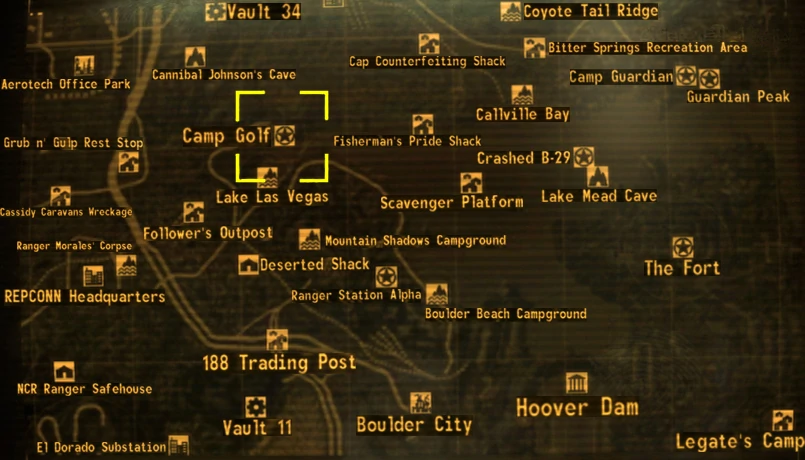 Vault 34
Coyote Tail Ridge
Bitter Springs Recreation Area
Cap Counterfeiting Shack
Cannibal Johnson's Cave
Aerotech Office Park
Camp Guardian
Guardian Peak
Callville Bay
Camp Golf
Fisherman's Pride Shack
Grub n' Gulp Rest Stop
Crashed B-29
Lake Las Vegas
Scavenger Platform
Lake Mead Cave
Cassidy Caravans Wreckage
Follower's Outpost
Mountain Shadows Campground
Ranger Morales' Corpse
Deserted Shack
The Fort
REPCONN Headquarters
Ranger Station Alpha
Boulder Beach Campground
188 Trading Post
NCR Ranger Safehouse
Hoover Dam
Vault 11
Boulder City
El Dorado Substation
Legate's Camp